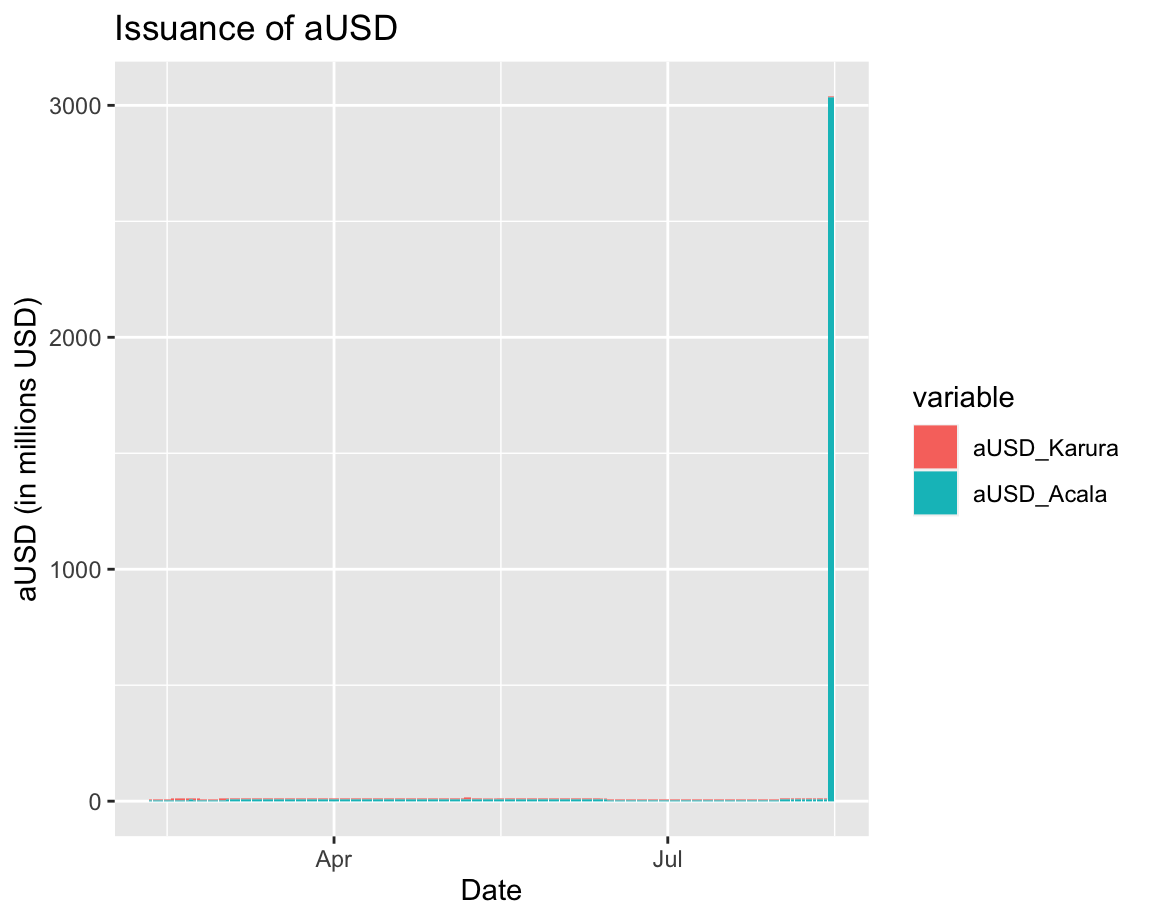 Issuance of aUSD
aUSD (in millions USD)
3000
2000
1000
0
Apr
Jul
Date
variable
aUSD_Karura
aUSD_Acala